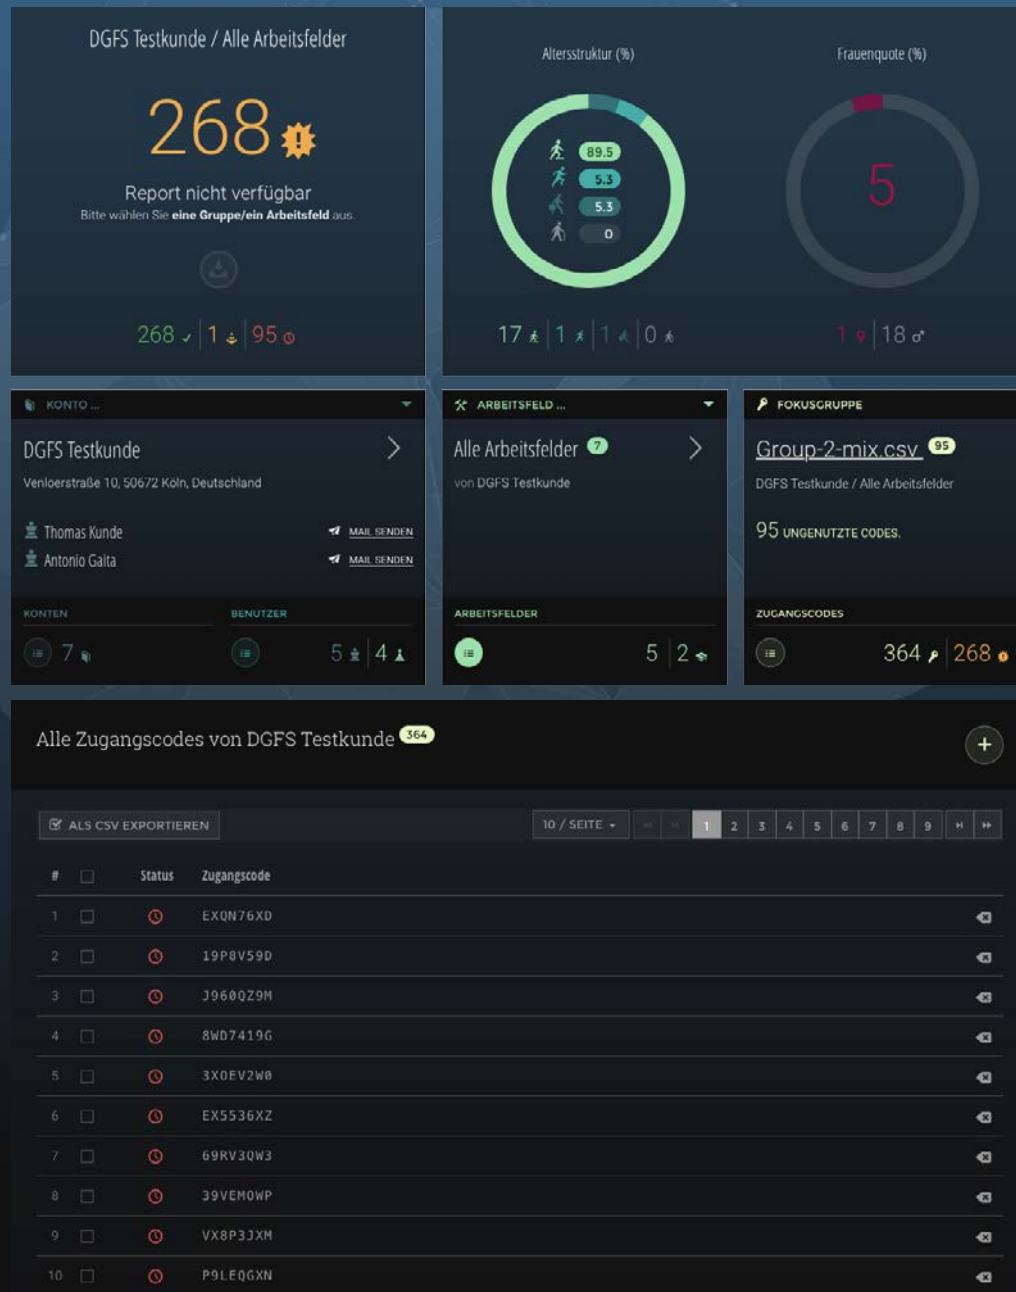 DGFS Testkunde / Alle Arbeitsfelder
268
Report nicht verfügbar
Bitte wählen Sie eine Gruppe/ein Arbeitsfeld aus.
268 1 95
Altersstruktur (%)
89.5
5.3
5.3
0
17 1 1 0
Frauenquote (%)
5
1 18
KONTO ...
DGFS Testkunde
Venloerstraße 10, 50672 Köln, Deutschland
Thomas Kunde MAIL SENDEN
Antonio Gaita MAIL SENDEN
KONTEN BENUTZER
7 5 4
ARBEITSFELD ...
Alle Arbeitsfelder 7
von DGFS Testkunde
ARBEITSFELDER
5 2
FOKUSGRUPPE
Group-2-mix.csv 95
DGFS Testkunde / Alle Arbeitsfelder
95 UNGENUTZTE CODES.
ZUGANGSCODES
364 268
Alle Zugangscodes von DGFS Testkunde 364
+
ALS CSV EXPORTIEREN 10 / SEITE 1 2 3 4 5 6 7 8 9
# Status Zugangscode
1 EXQN76XD
2 19P8V59D
3 J960QZ9M
4 8WD7419G
5 3XOEV2W0
6 EX5536XZ
7 69RV3QW3
8 39VEMOWP
9 VX8P3JXM
10 P9LEQGXN